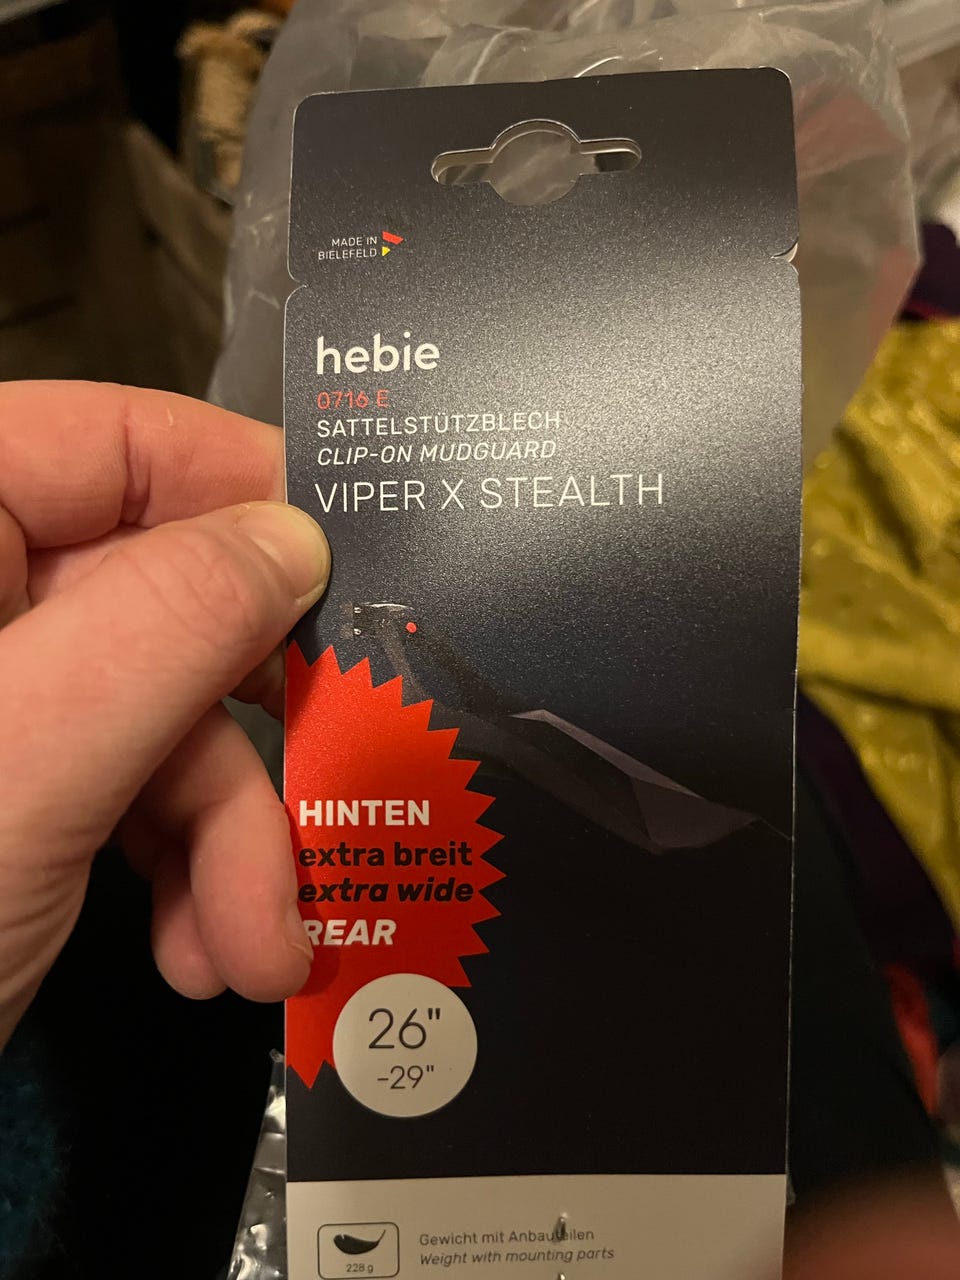 MADE IN
BIELEFELD
hebie
0716 E
SATTELSTÜTZBLECH
CLIP-ON MUDGUARD
VIPER X STEALTH
HINTEN
extra breit
extra wide
REAR
26"
-29"
Gewicht mit Anbauteilen
Weight with mounting parts
228 g